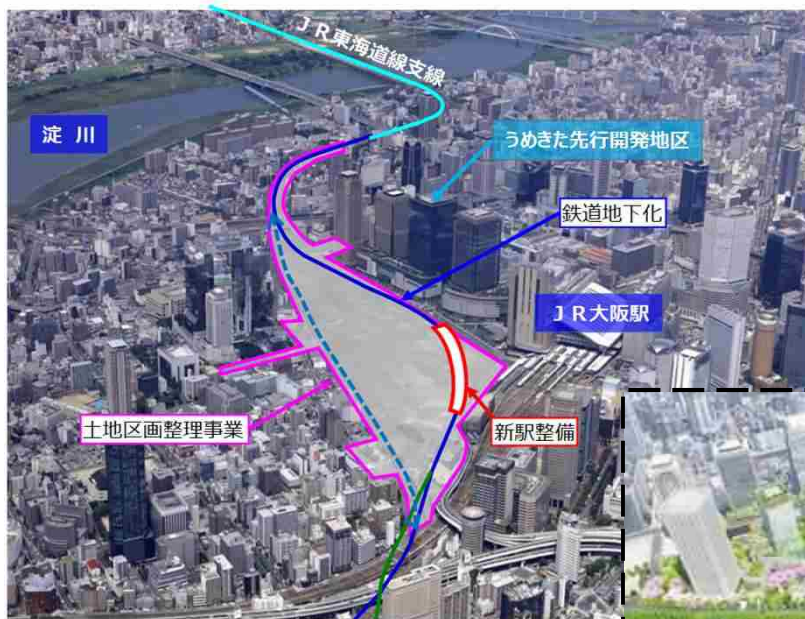 ＪＲ東海道線支線
淀 川
うめきた先行開発地区
鉄道地下化
ＪＲ大阪駅
土地区画整理事業
新駅整備